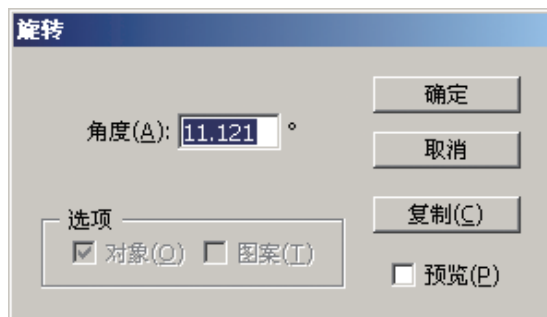 旋转
角度(A): 11.121 °
确定
取消
复制(C)
选项
对象(O) 图案(T)
预览(P)